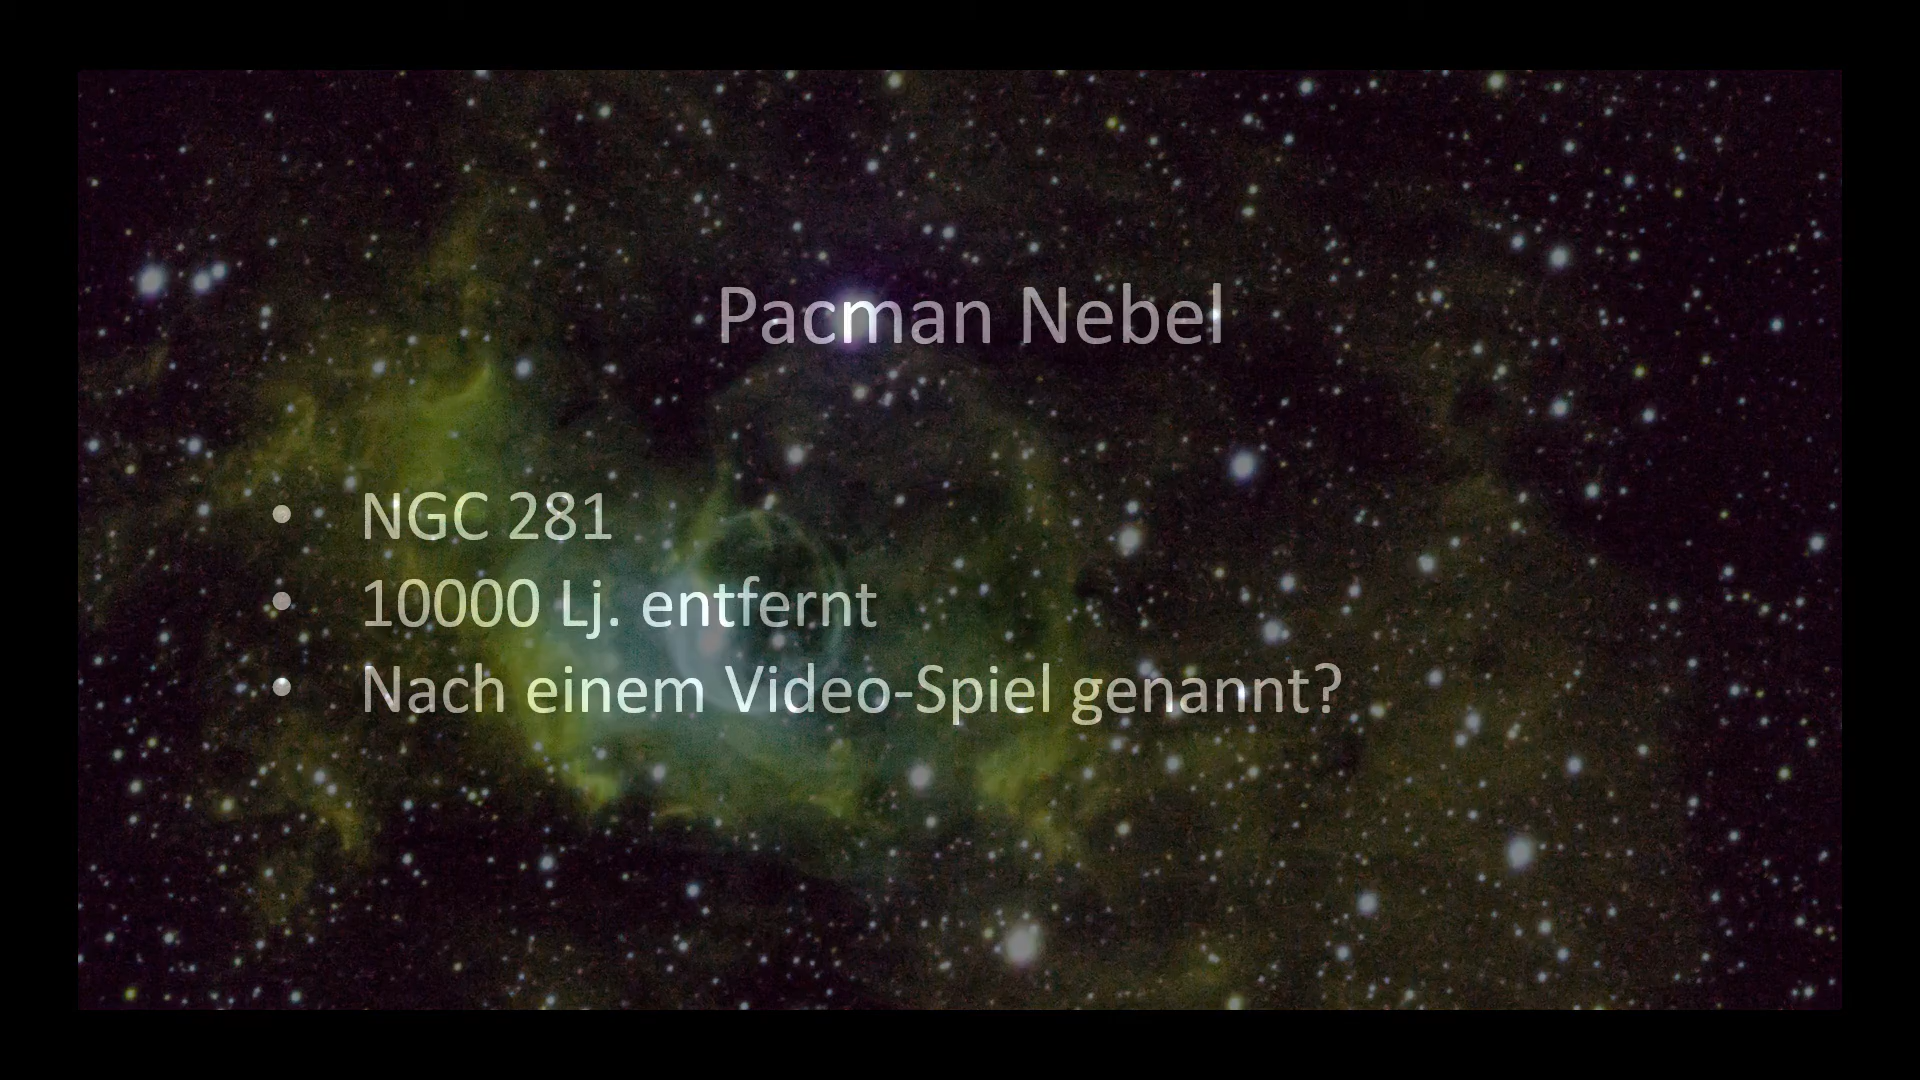 Pacman Nebel
• NGC 281
• 10000 Lj. entfernt
• Nach einem Video-Spiel genannt?